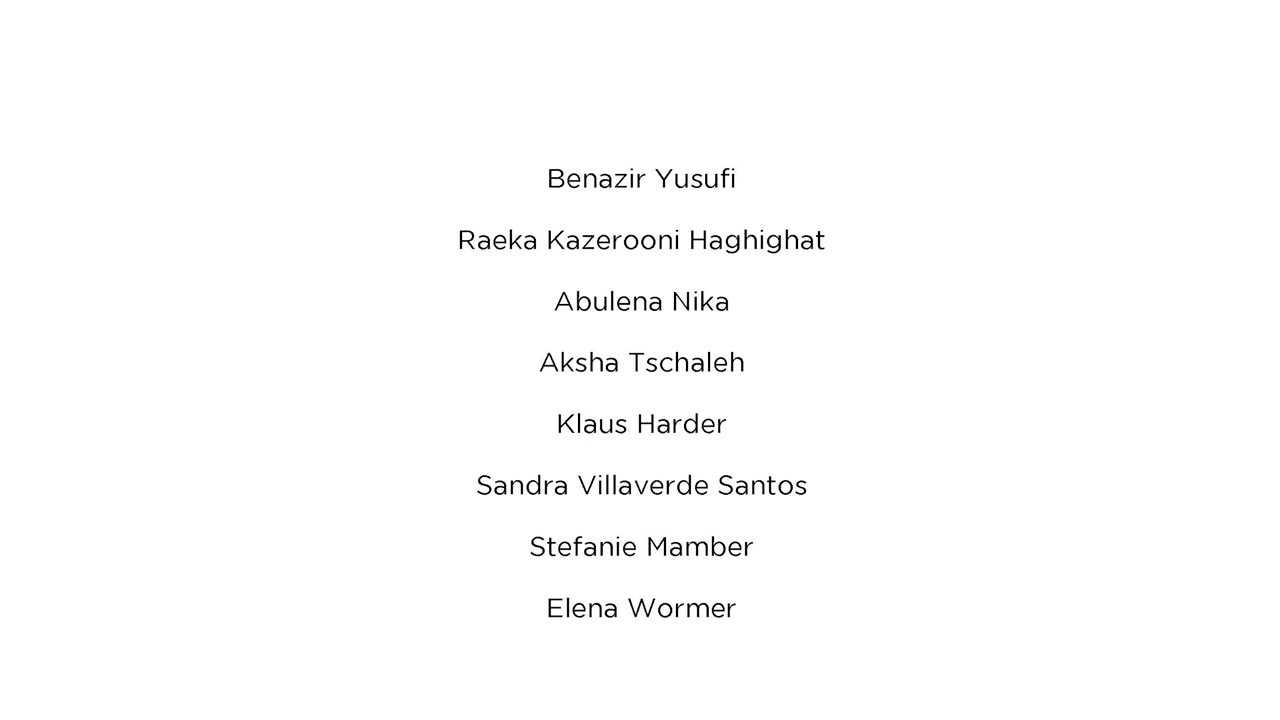 Benazir Yusufi
Raeka Kazerooni Haghighat
Abulena Nika
Aksha Tschaleh
Klaus Harder
Sandra Villaverde Santos
Stefanie Mamber
Elena Wormer